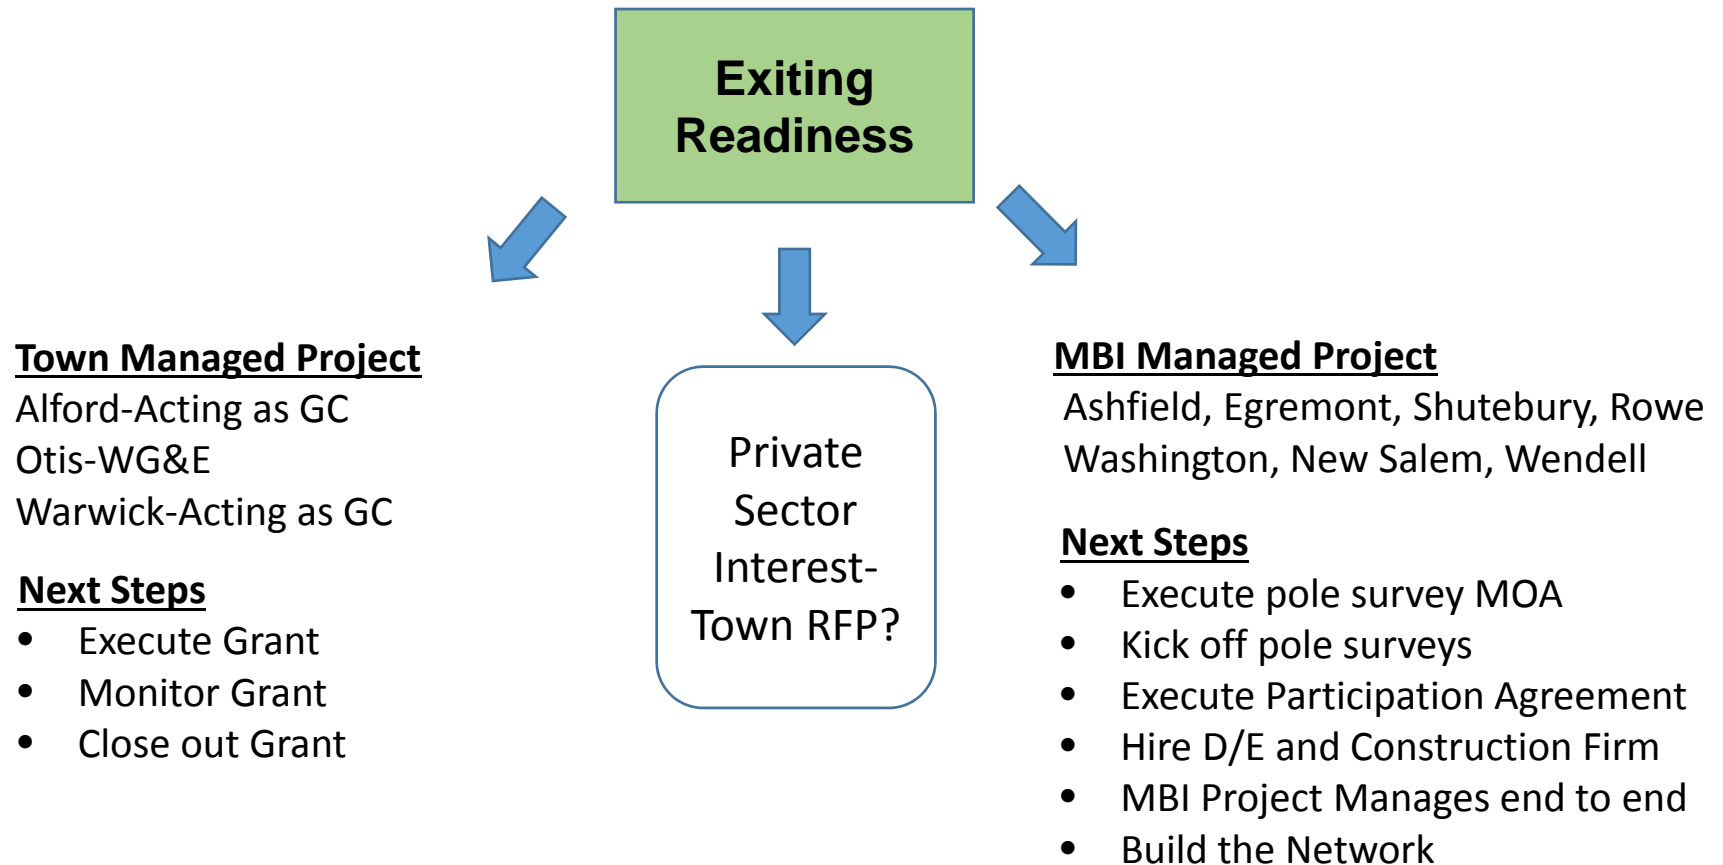 Exiting
Readiness
Town Managed Project
Alford-Acting as GC
Otis-WG&E
Warwick-Acting as GC
Next Steps
• Execute Grant
• Monitor Grant
• Close out Grant
Private
Sector
Interest-
Town RFP?
MBI Managed Project
Ashfield, Egremont, Shutebury, Rowe
Washington, New Salem, Wendell
Next Steps
• Execute pole survey MOA
• Kick off pole surveys
• Execute Participation Agreement
• Hire D/E and Construction Firm
• MBI Project Manages end to end
• Build the Network